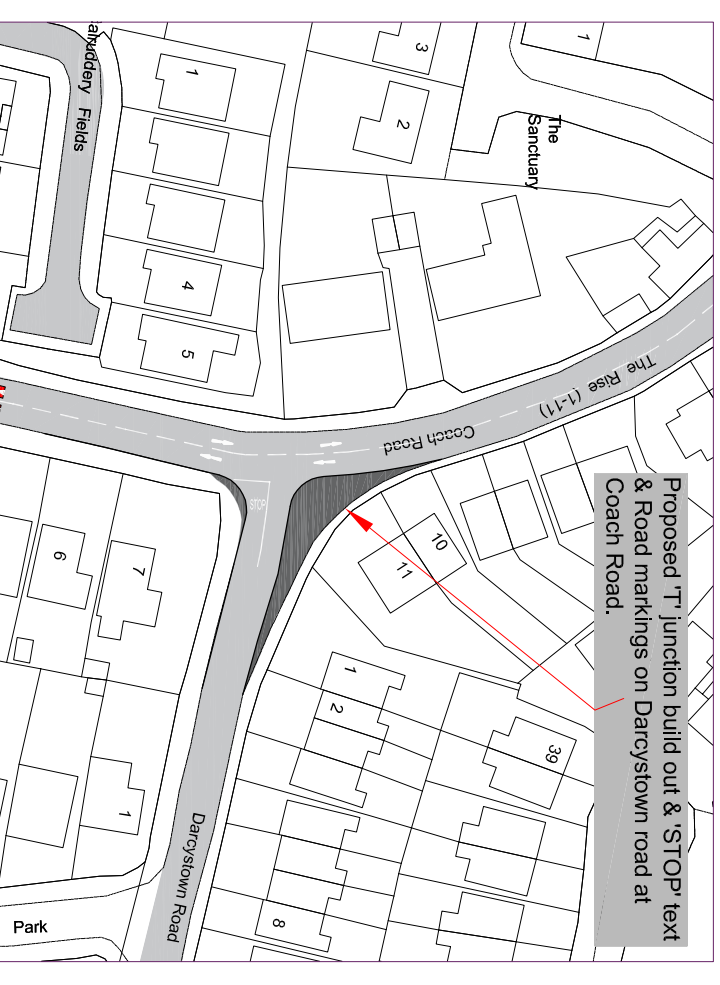 Proposed 'T' junction build out & 'STOP' text
& Road markings on Darcystown road at
Coach Road.
The
Sanctuary
The Rise (1-11)
Coach Road
STOP
Darcystown Road
Park
Fields
1
3
2
1
4
5
10
11
6
7
1
2
39
1
8